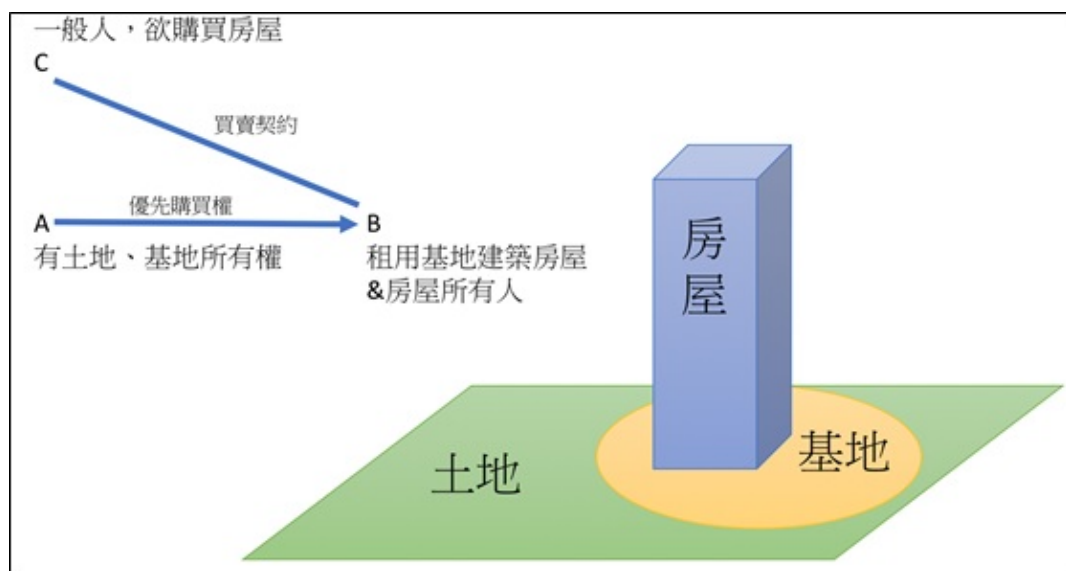 一般人，欲購買房屋
C
買賣契約
優先購買權
A
B
有土地、基地所有權
租用基地建築房屋
&房屋所有人
房屋
土地
基地